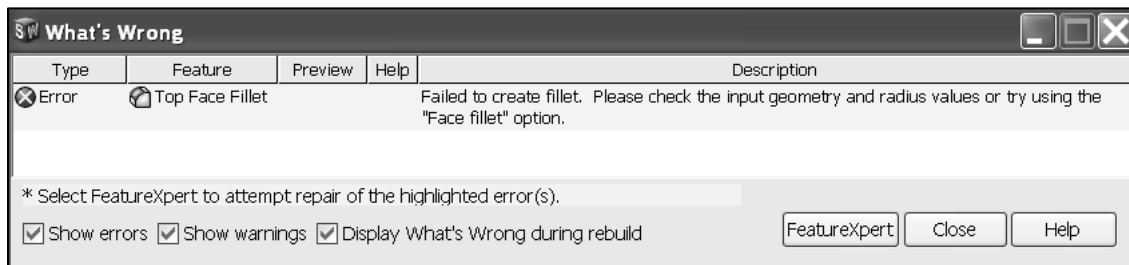 SW What's Wrong
Type Feature Preview Help Description
Error Top Face Fillet Failed to create fillet. Please check the input geometry and radius values or try using the
"Face fillet" option.
* Select FeatureXpert to attempt repair of the highlighted error(s).
Show errors Show warnings Display What's Wrong during rebuild FeatureXpert Close Help